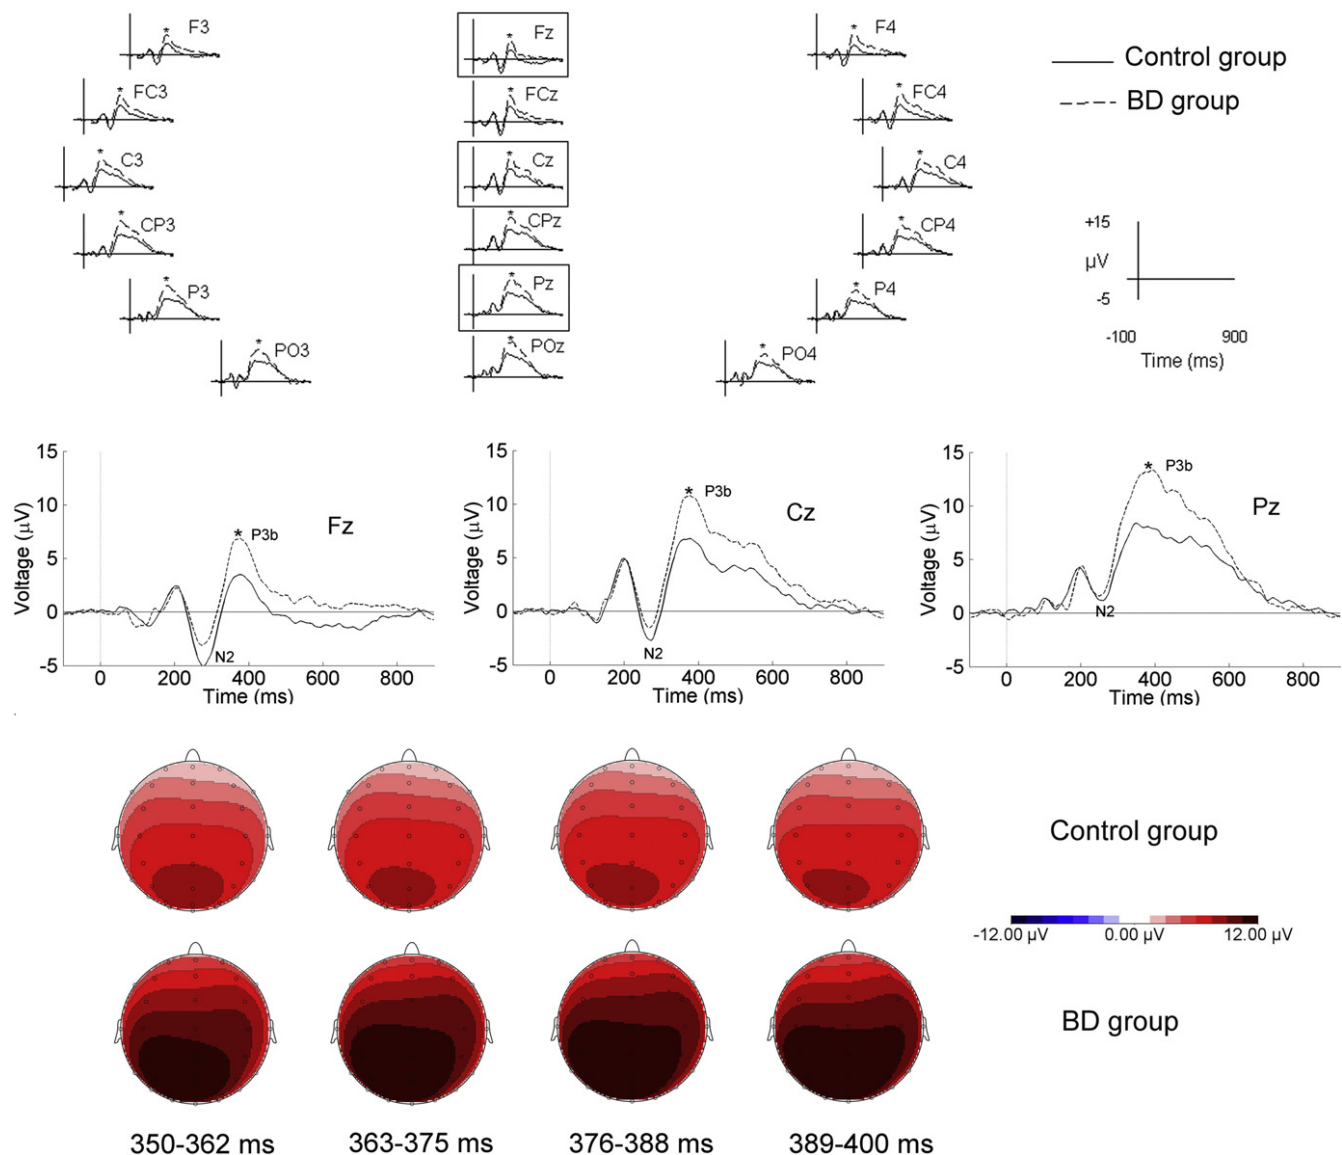 F3
Fz
F4
Control group
FC3
FCz
FC4
BD group
C3
Cz
C4
CP3
CPz
CP4
+15
µV
-5
P3
Pz
P4
PO3
POz
PO4
-100
900
Time (ms)
15
10
5
0
-5
Voltage (µV)
* P3b
Fz
N2
0 200 400 600 800
Time (ms)
15
10
5
0
-5
Voltage (µV)
* P3b
Cz
N2
0 200 400 600 800
Time (ms)
15
10
5
0
-5
Voltage (µV)
* P3b
Pz
N2
0 200 400 600 800
Time (ms)
Control group
-12.00 µV 0.00 µV 12.00 µV
BD group
350-362 ms 363-375 ms 376-388 ms 389-400 ms